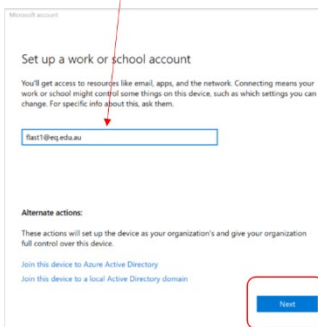 Microsoft account
Set up a work or school account
You'll get access to resources like email, apps, and the network. Connecting means your
work or school might control some things on this device, such as which settings you can
change. For specific info about this, ask them.
flast1@eq.edu.au
Alternate actions:
These actions will set up the device as your organization's and give your organization
full control over this device.
Join this device to Azure Active Directory
Join this device to a local Active Directory domain
Next